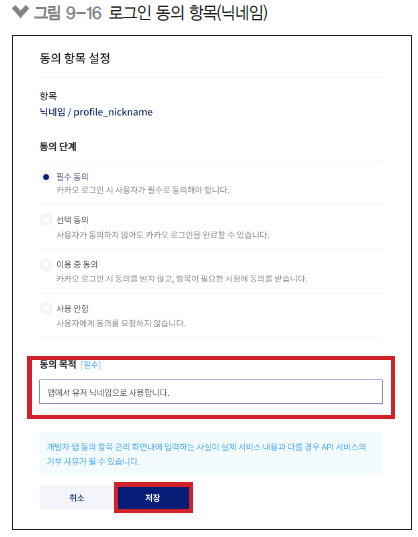 그림 9-16 로그인 동의 항목(닉네임)
동의 항목 설정
항목
닉네임 / profile_nickname
동의 단계
필수 동의
카카오 로그인 시 사용자가 필수로 동의해야 합니다.
선택 동의
사용자가 동의하지 않아도 카카오 로그인을 완료할 수 있습니다.
이용 중 동의
카카오 로그인 시 동의를 받지 않고, 항목이 필요한 시점에 동의를 받습니다.
사용 안함
사용자에게 동의를 요청하지 않습니다.
동의 목적 [필수]
앱에서 유저 닉네임으로 사용합니다.
개발자 앱 동의 항목 관리 화면내에 입력하는 사실이 실제 서비스 내용과 다를 경우 API 서비스의
거부 사유가 될 수 있습니다.
취소
저장